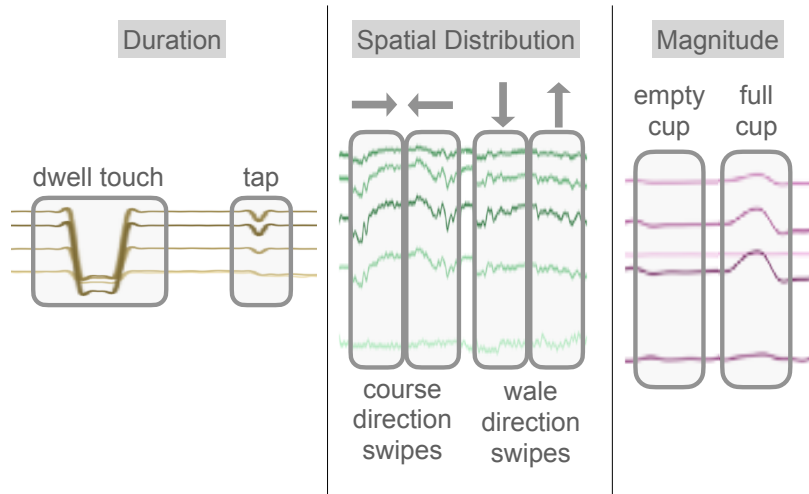 Duration
dwell touch
tap
Spatial Distribution
course
direction
swipes
wale
direction
swipes
Magnitude
empty
cup
full
cup